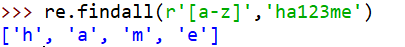 >>> re.findall(r'[a-z]','ha123me')
['h', 'a', 'm', 'e']